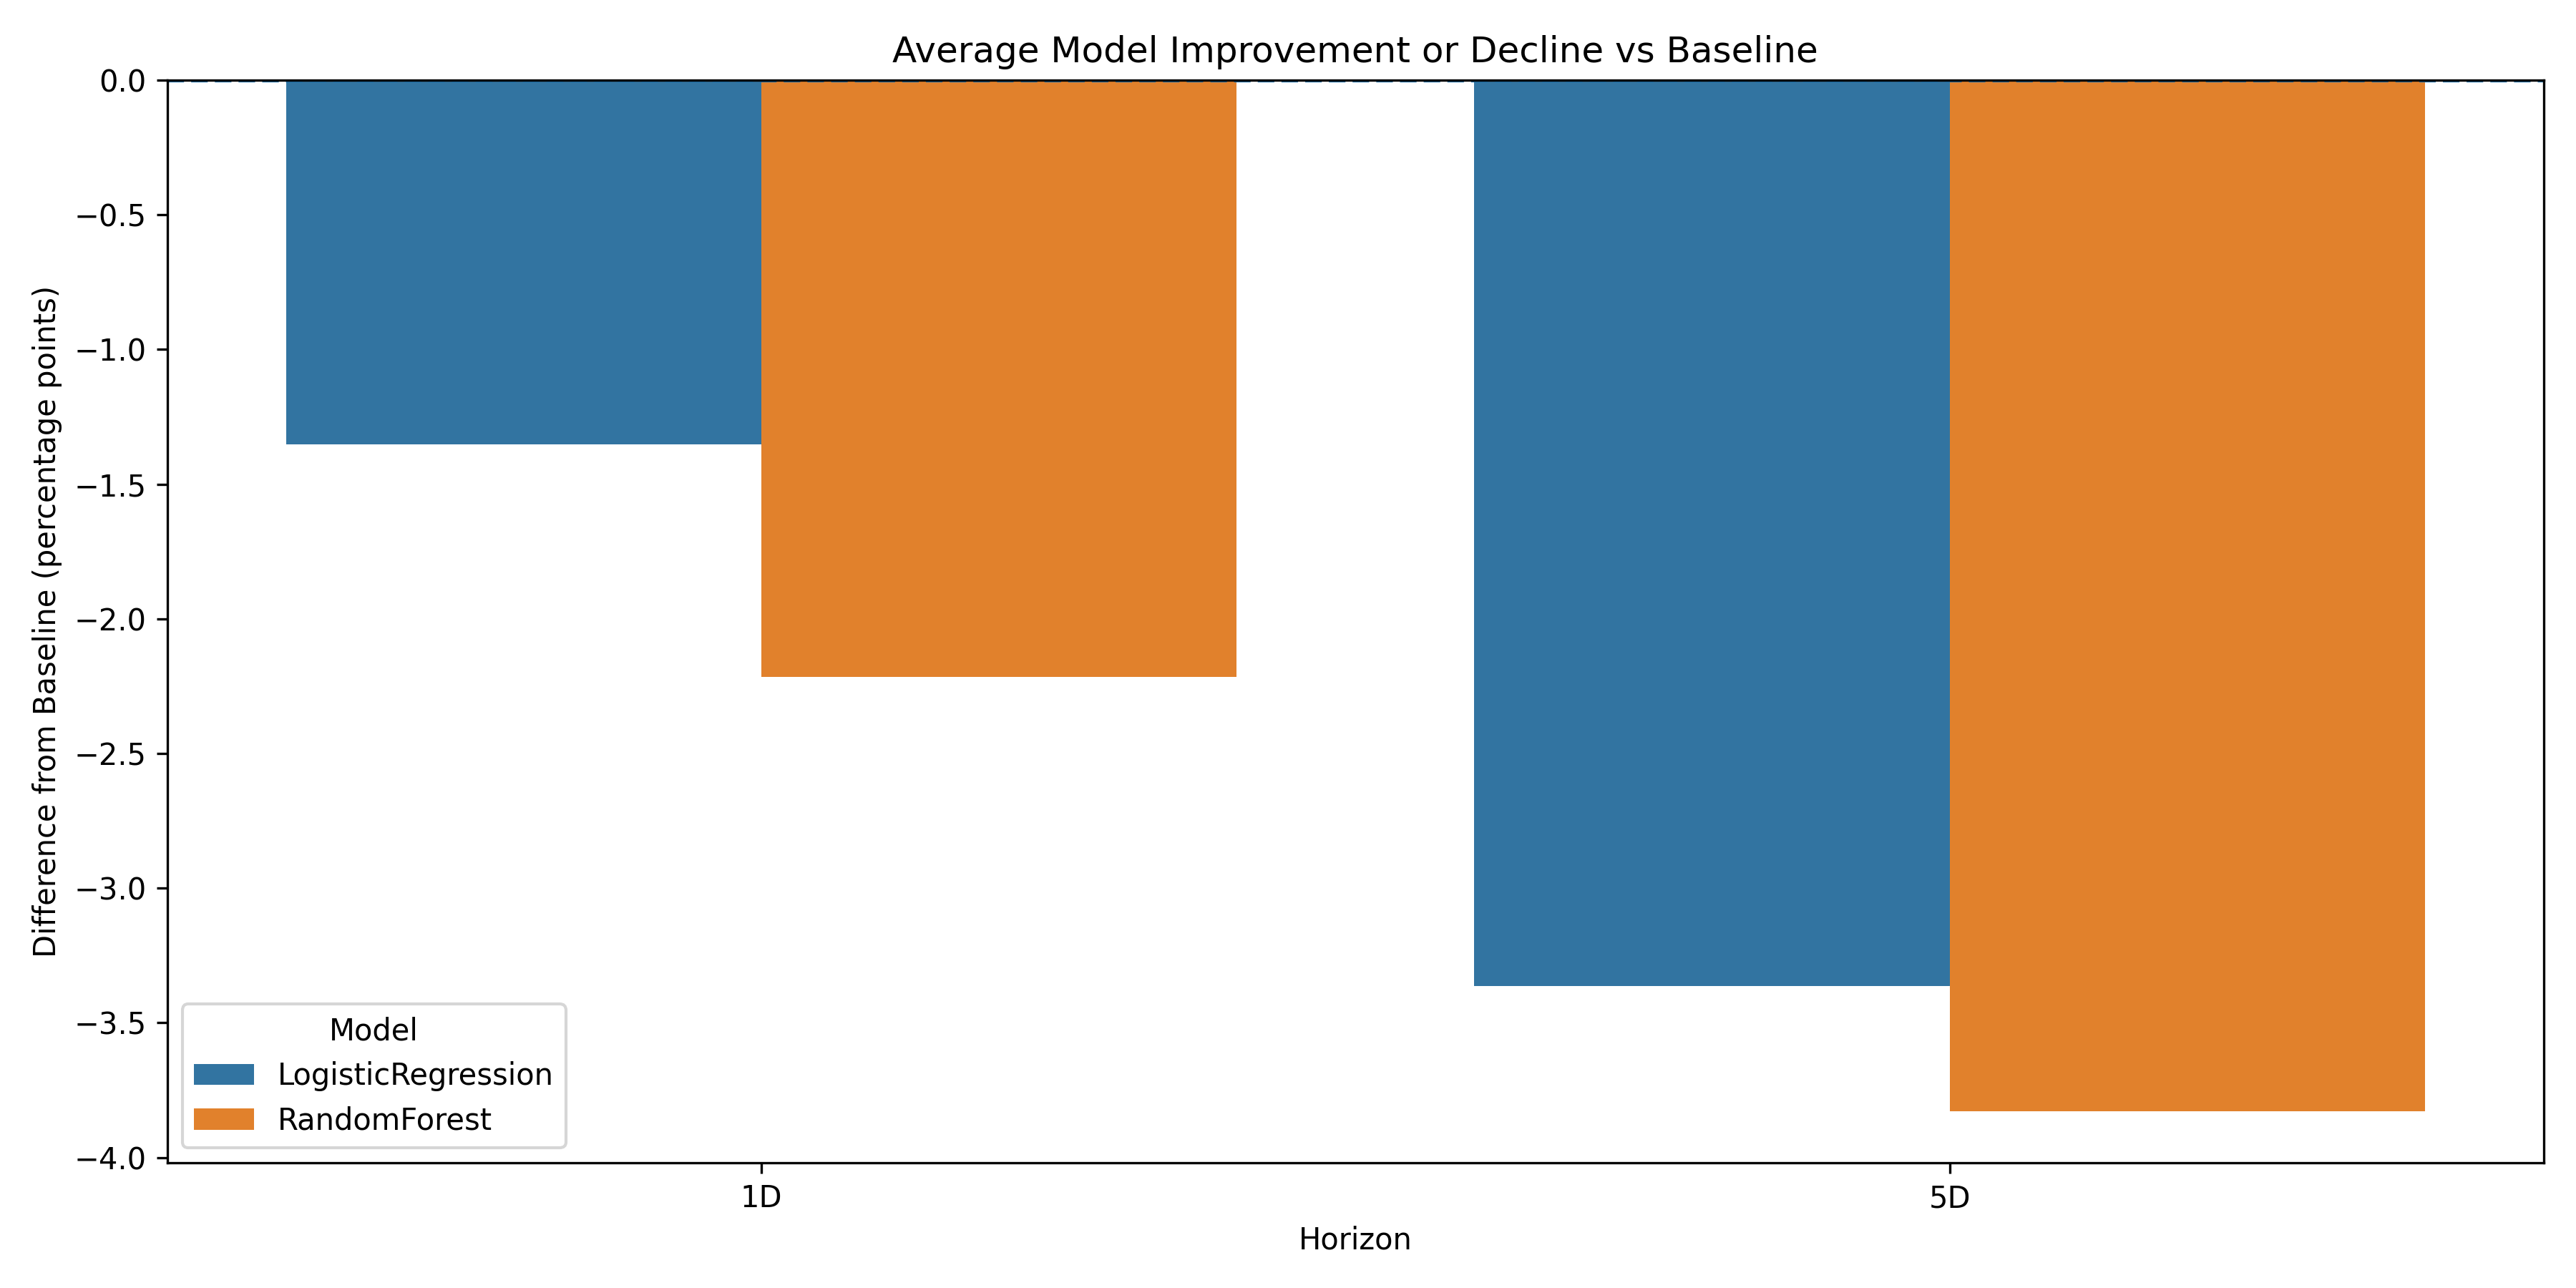 Average Model Improvement or Decline vs Baseline
Difference from Baseline (percentage points)
0.0
−0.5
−1.0
−1.5
−2.0
−2.5
−3.0
−3.5
−4.0
Model
LogisticRegression
RandomForest
1D
5D
Horizon